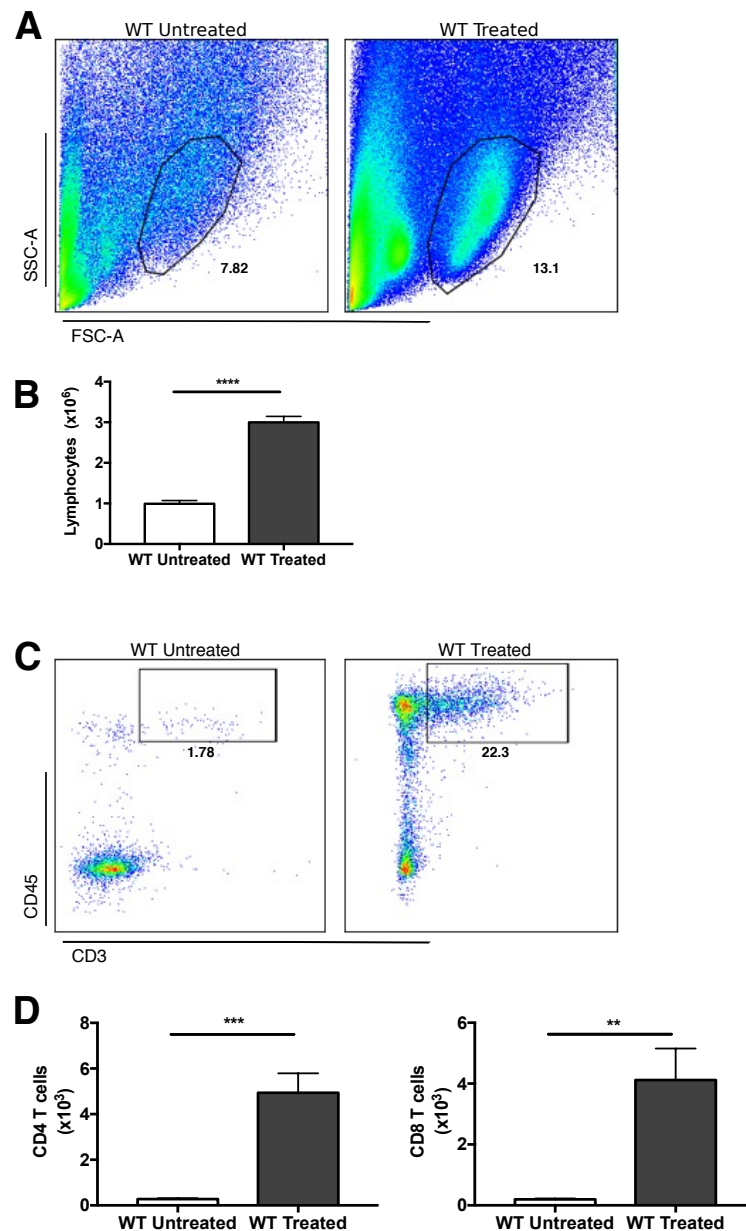 A
WT Untreated
WT Treated
SSC-A
7.82
13.1
FSC-A
B
Lymphocytes (x10⁶)
4
3
2
1
0
****
WT Untreated
WT Treated
C
WT Untreated
WT Treated
CD45
1.78
22.3
CD3
D
CD4 T cells
(x10³)
8
6
4
2
0
***
WT Untreated
WT Treated
CD8 T cells
(x10³)
6
4
2
0
**
WT Untreated
WT Treated